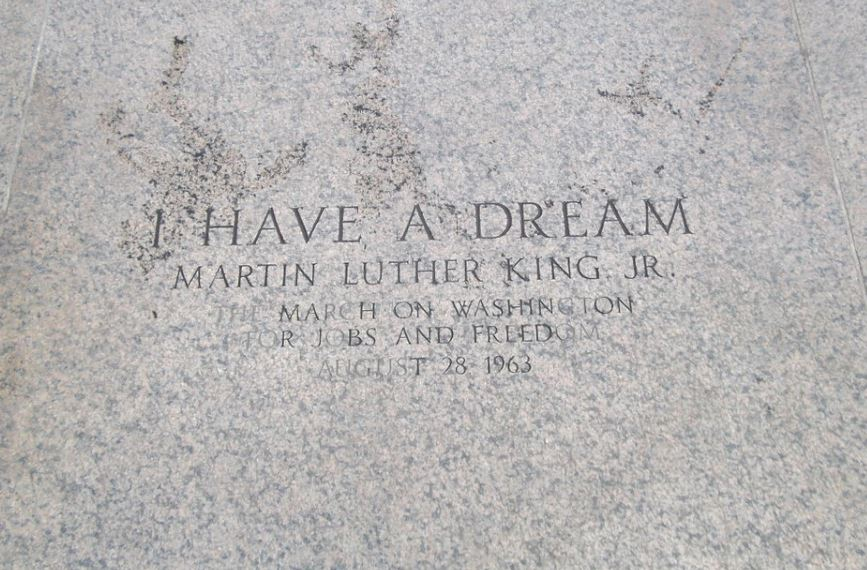 I HAVE A DREAM
MARTIN LUTHER KING, JR.
THE MARCH ON WASHINGTON
FOR JOBS AND FREEDOM
AUGUST 28 1963